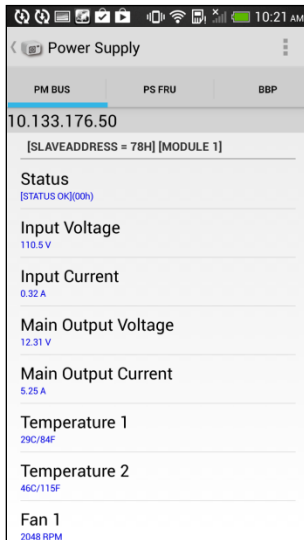 10:21 AM
Power Supply
PM BUS PS FRU BBP
10.133.176.50
[SLAVEADDRESS = 78H] [MODULE 1]
Status
[STATUS OK](00h)
Input Voltage
110.5 V
Input Current
0.32 A
Main Output Voltage
12.31 V
Main Output Current
5.25 A
Temperature 1
29C/84F
Temperature 2
46C/115F
Fan 1
2048 RPM